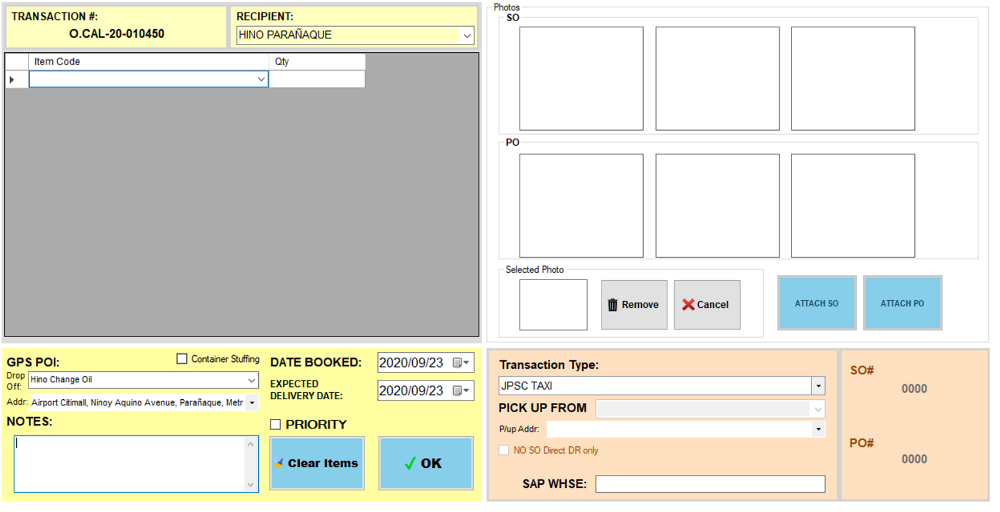 TRANSACTION #:
O.CAL-20-010450
RECIPIENT:
HINO PARAÑAQUE
Item Code
Qty
Photos
SO
PO
Selected Photo
Remove
Cancel
ATTACH SO
ATTACH PO
GPS POI:
Container Stuffing
Drop
Off:
Hino Change Oil
Addr:
Airport Citimall, Ninoy Aquino Avenue, Parañaque, Metr
NOTES:
DATE BOOKED:
2020/09/23
EXPECTED
DELIVERY DATE:
2020/09/23
PRIORITY
Clear Items
OK
Transaction Type:
JPSC TAXI
PICK UP FROM
P/up Addr:
NO SO Direct DR only
SAP WHSE:
SO#
0000
PO#
0000